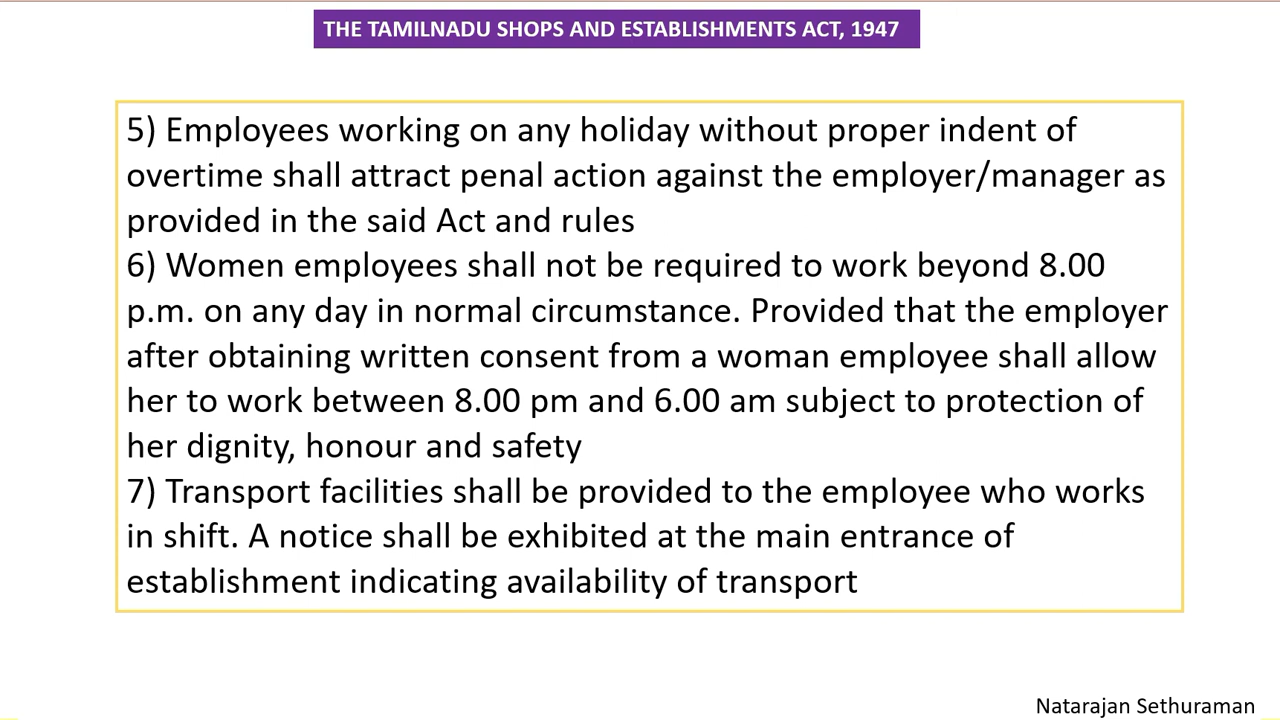 THE TAMILNADU SHOPS AND ESTABLISHMENTS ACT, 1947
5) Employees working on any holiday without proper indent of
overtime shall attract penal action against the employer/manager as
provided in the said Act and rules
6) Women employees shall not be required to work beyond 8.00
p.m. on any day in normal circumstance. Provided that the employer
after obtaining written consent from a woman employee shall allow
her to work between 8.00 pm and 6.00 am subject to protection of
her dignity, honour and safety
7) Transport facilities shall be provided to the employee who works
in shift. A notice shall be exhibited at the main entrance of
establishment indicating availability of transport
Natarajan Sethuraman